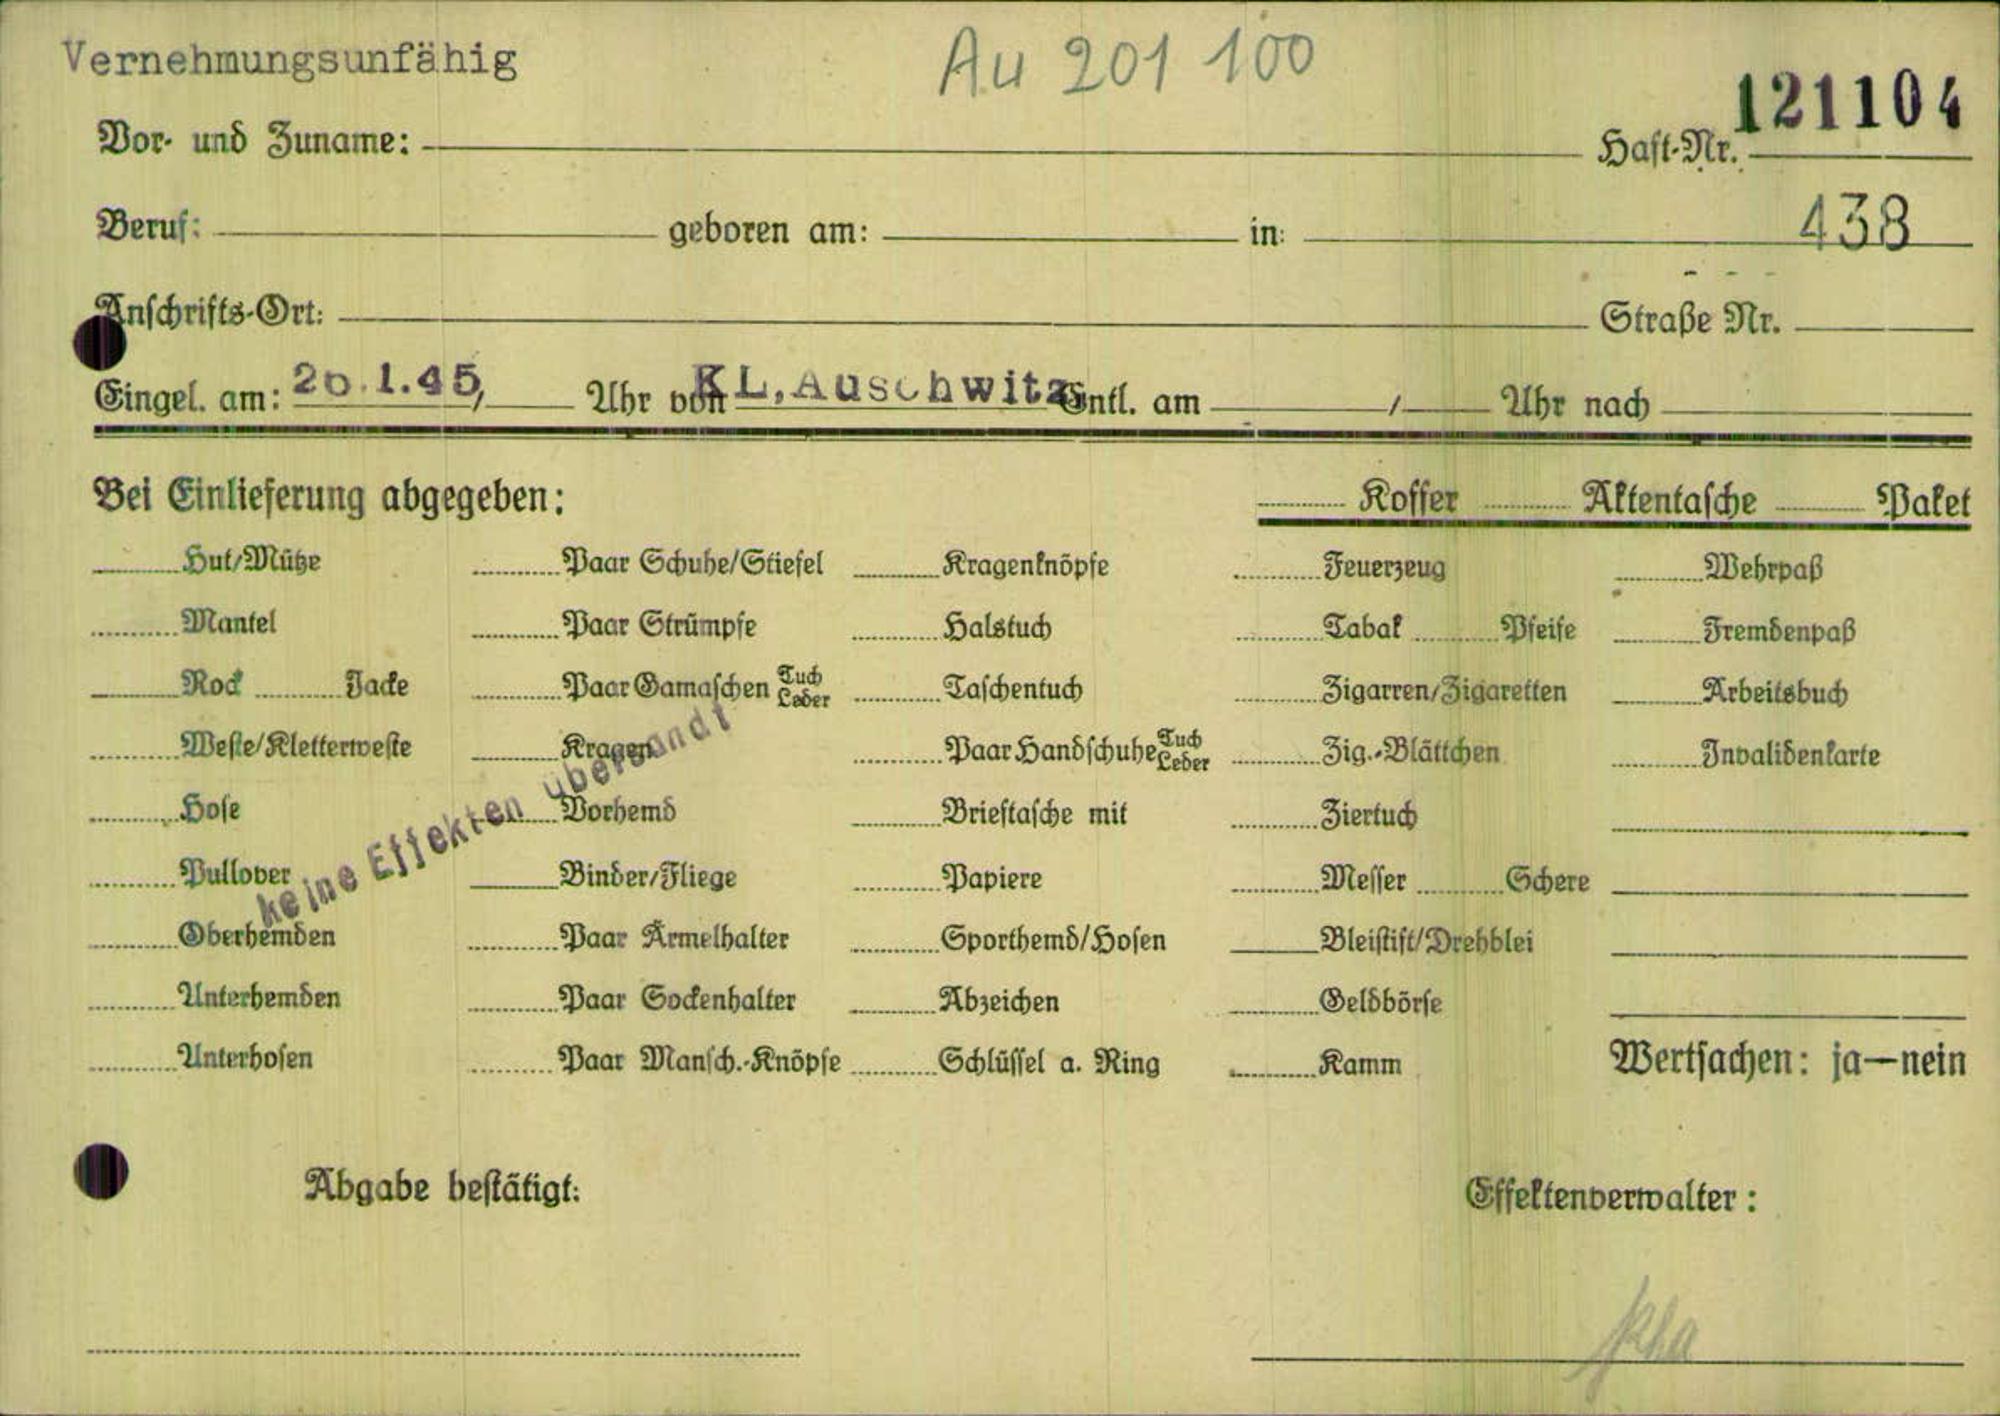 Vernehmungsunfähig
Au 201 100
121104
Vor- und Zuname: Haft-Nr.
Beruf: geboren am: in: 438
Anschrifts-Ort: Straße Nr.
Eingel. am: 26.1.45, Uhr von KL. Auschwitz Entl. am / Uhr nach
Bei Einlieferung abgegeben: Koffer Aktentasche Paket
Hut/Mütze Paar Schuhe/Stiefel Kragenknöpfe Feuerzeug Wehrpaß
Mantel Paar Strümpfe Halstuch Tabak Pfeife Fremdenpaß
Rock Jacke Paar Gamaschen Tuch Leder Taschentuch Zigarren/Zigaretten Arbeitsbuch
Weste/Kletterweste Kragen Paar Handschuhe Tuch Leder Zig.-Blättchen Invalidenkarte
Hose Vorhemd Brieftasche mit Ziertuch
Pullover Binder/Fliege Papiere Messer Schere
keine Effekten übersandt
Oberhemden Paar Ärmelhalter Sporthemd/Hosen Bleistift/Drehblei
Unterhemden Paar Sockenhalter Abzeichen Geldbörse
Unterhosen Paar Mansch.-Knöpfe Schlüssel a. Ring Kamm Wertsachen: ja—nein
Abgabe bestätigt: Effektenverwalter: